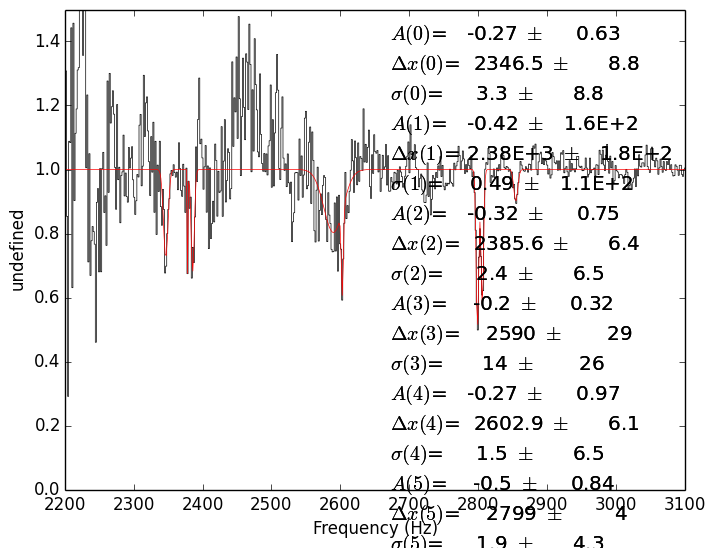 1.4
1.2
1.0
0.8
0.6
0.4
0.2
0.0
undefined
2200 2300 2400 2500 2600 2700 2800 2900 3000 3100
Frequency (Hz)
A(0)= -0.27 ± 0.63
Δx(0)= 2346.5 ± 8.8
σ(0)= 3.3 ± 8.8
A(1)= -0.42 ± 1.6E+2
Δx(1)= 2.38E+3 ± 1.8E+2
σ(1)= 0.49 ± 1.1E+2
A(2)= -0.32 ± 0.75
Δx(2)= 2385.6 ± 6.4
σ(2)= 2.4 ± 6.5
A(3)= -0.2 ± 0.32
Δx(3)= 2590 ± 29
σ(3)= 14 ± 26
A(4)= -0.27 ± 0.97
Δx(4)= 2602.9 ± 6.1
σ(4)= 1.5 ± 6.5
A(5)= -0.5 ± 0.84
Δx(5)= 2799 ± 4
σ(5)= 1.9 ± 4.3